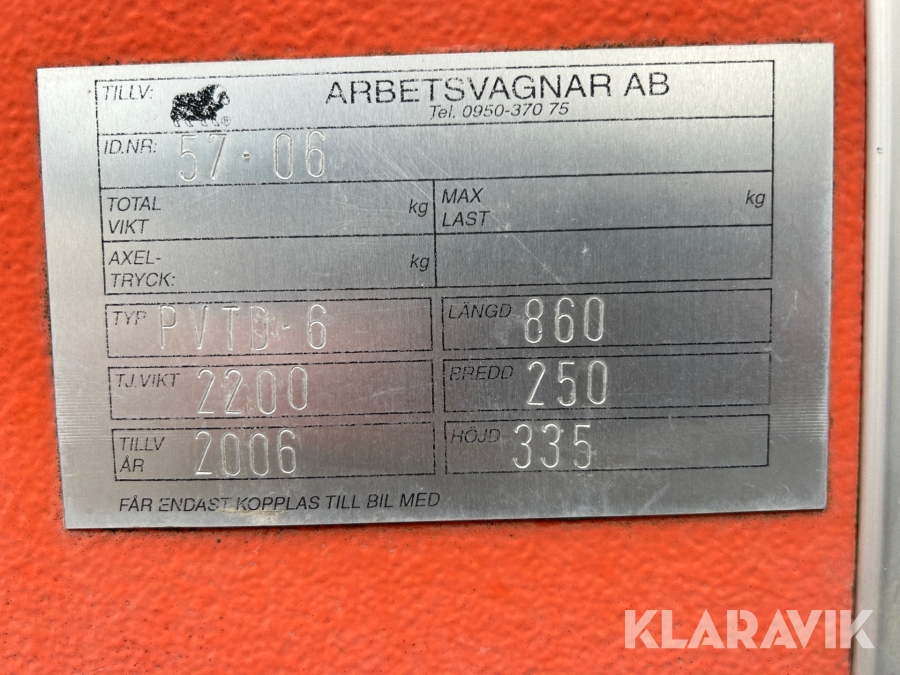 TILLV: ® ARBETSVAGNAR AB
Tel. 0950-370 75
ID.NR: 57-06
TOTAL VIKT kg MAX LAST kg
AXEL-TRYCK: kg
TYP PVTD-6 LÄNGD 860
TJ.VIKT 2200 BREDD 250
TILLV ÅR 2006 HÖJD 335
FÅR ENDAST KOPPLAS TILL BIL MED
KLARAVIK